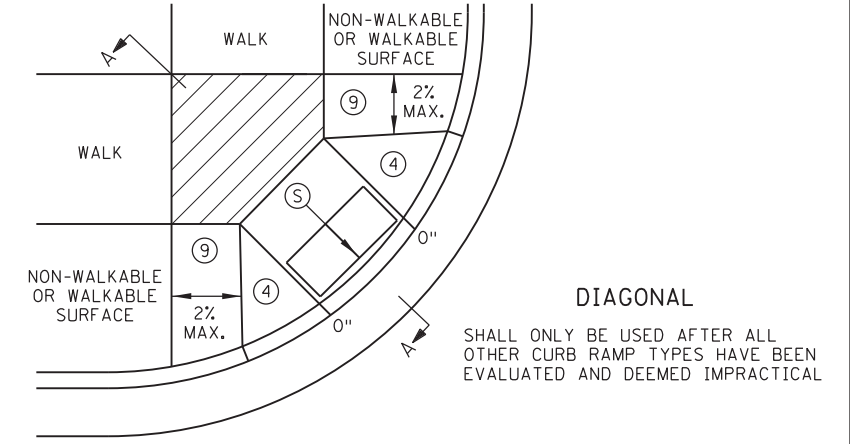 NON-WALKABLE
OR WALKABLE
SURFACE
WALK
A
9
2%
MAX.
WALK
4
S
0"
9
NON-WALKABLE
OR WALKABLE
SURFACE
4
2%
MAX.
0"
A
DIAGONAL
SHALL ONLY BE USED AFTER ALL
OTHER CURB RAMP TYPES HAVE BEEN
EVALUATED AND DEEMED IMPRACTICAL